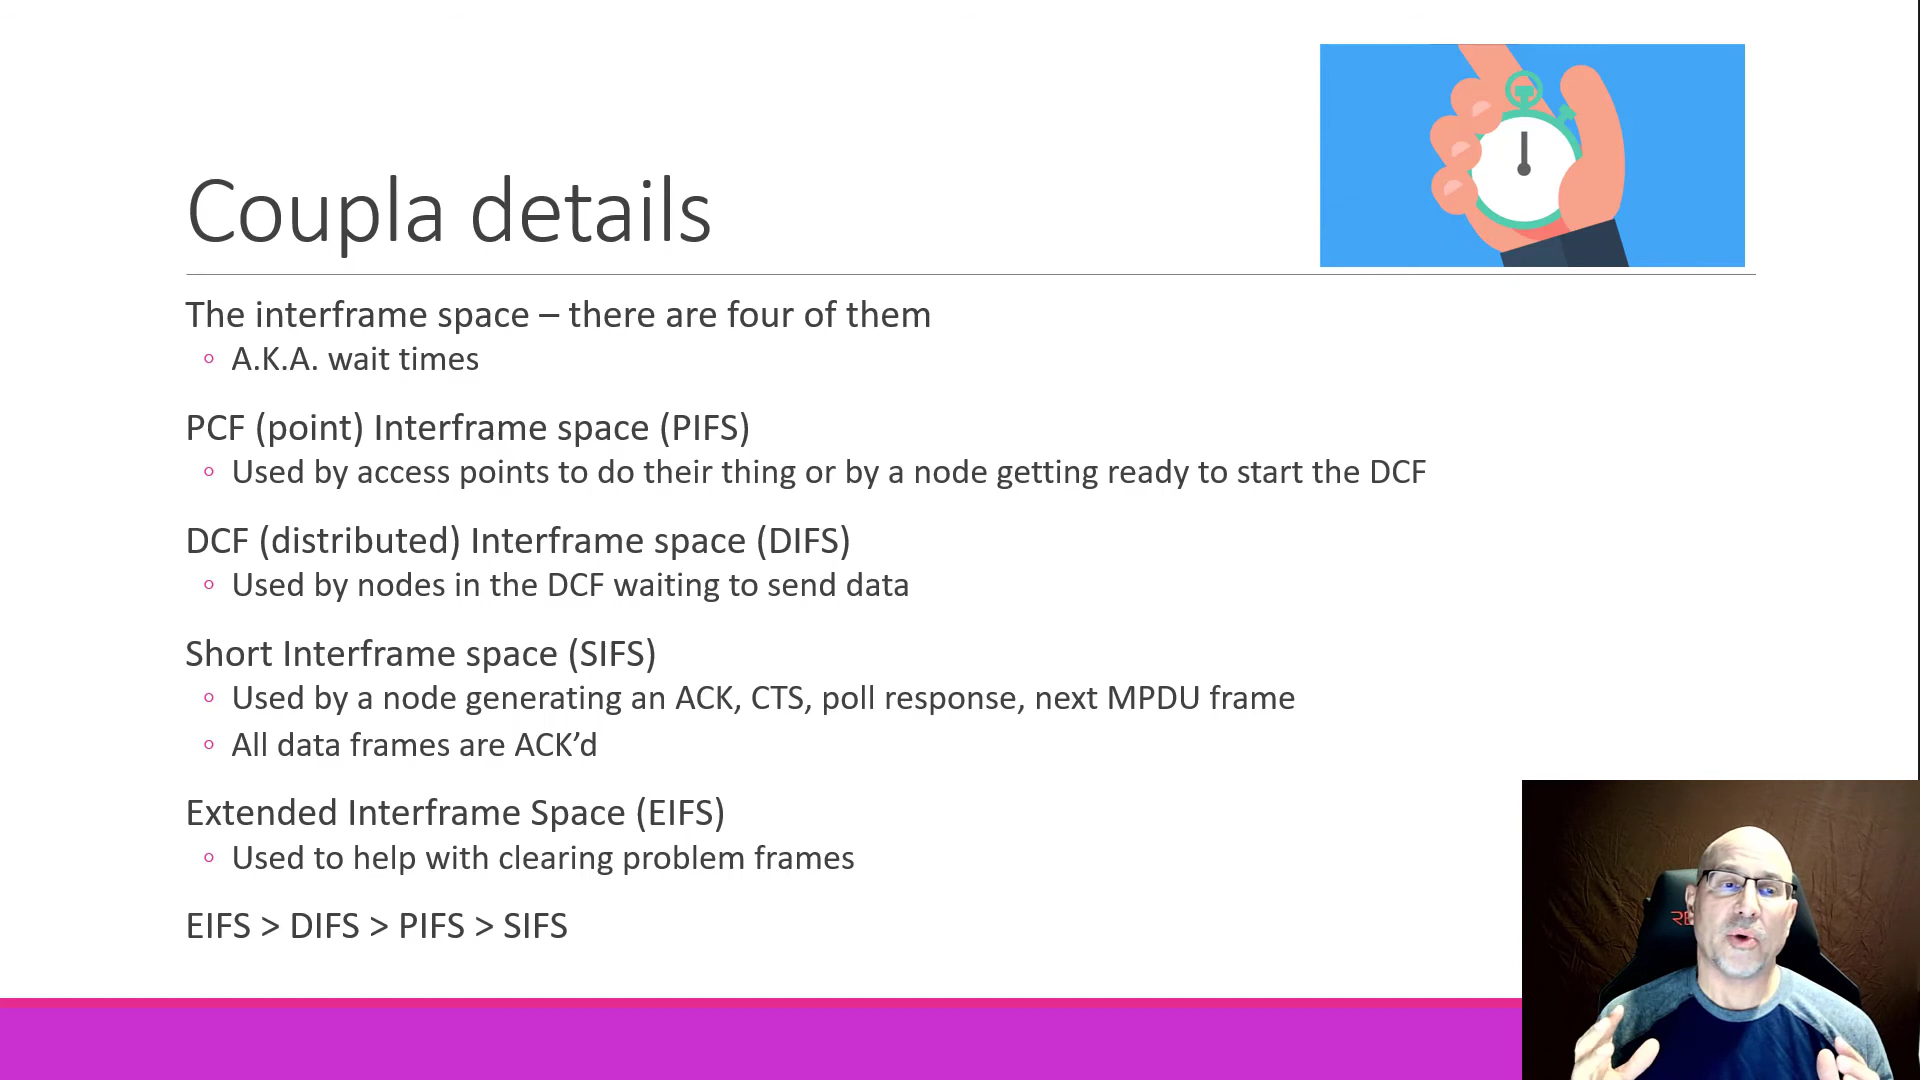 Coupla details
The interframe space – there are four of them
◦ A.K.A. wait times
PCF (point) Interframe space (PIFS)
◦ Used by access points to do their thing or by a node getting ready to start the DCF
DCF (distributed) Interframe space (DIFS)
◦ Used by nodes in the DCF waiting to send data
Short Interframe space (SIFS)
◦ Used by a node generating an ACK, CTS, poll response, next MPDU frame
◦ All data frames are ACK’d
Extended Interframe Space (EIFS)
◦ Used to help with clearing problem frames
EIFS > DIFS > PIFS > SIFS